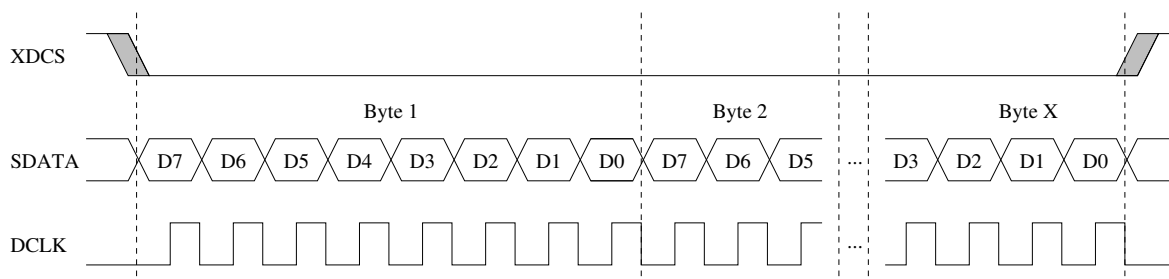 XDCS
Byte 1 Byte 2 Byte X
SDATA D7 D6 D5 D4 D3 D2 D1 D0 D7 D6 D5 ... D3 D2 D1 D0
DCLK ...